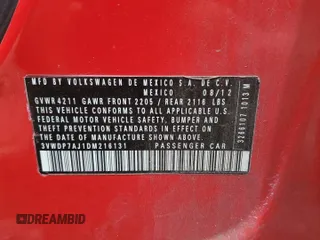 MFD. BY VOLKSWAGEN DE MEXICO S.A. DE C.V.
MEXICO 08/12
GVWR 4211 GAWR FRONT 2205 / REAR 2116 LBS
THIS VEHICLE CONFORMS TO ALL APPLICABLE
FEDERAL MOTOR VEHICLE SAFETY, BUMPER AND THEFT
PREVENTION STANDARDS IN EFFECT ON THE DATE OF
MANUFACTURE SHOWN ABOVE.
3VWDP7AJ1DM216131 PASSENGER CAR
3266107 1013 M
DREAMBID